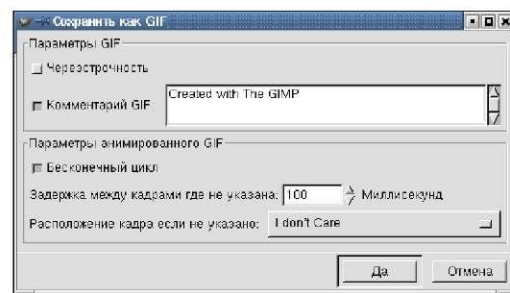 Сохранить как GIF
Параметры GIF
Черезстрочность
Комментарий GIF
Created with The GIMP
Параметры анимированного GIF
Бесконечный цикл
Задержка между кадрами где не указана: 100 Миллисекунд
Расположение кадра если не указано: I don't Care
Да Отмена